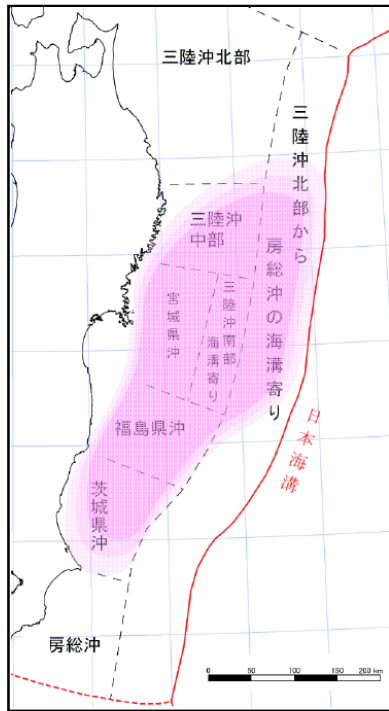 三陸沖北部
三陸沖北部から
房総沖の海溝寄り
三陸沖
中部
宮城県沖
三陸沖南部
海溝寄り
福島県沖
日本海溝
茨城県沖
房総沖
0 50 100 150 200 km